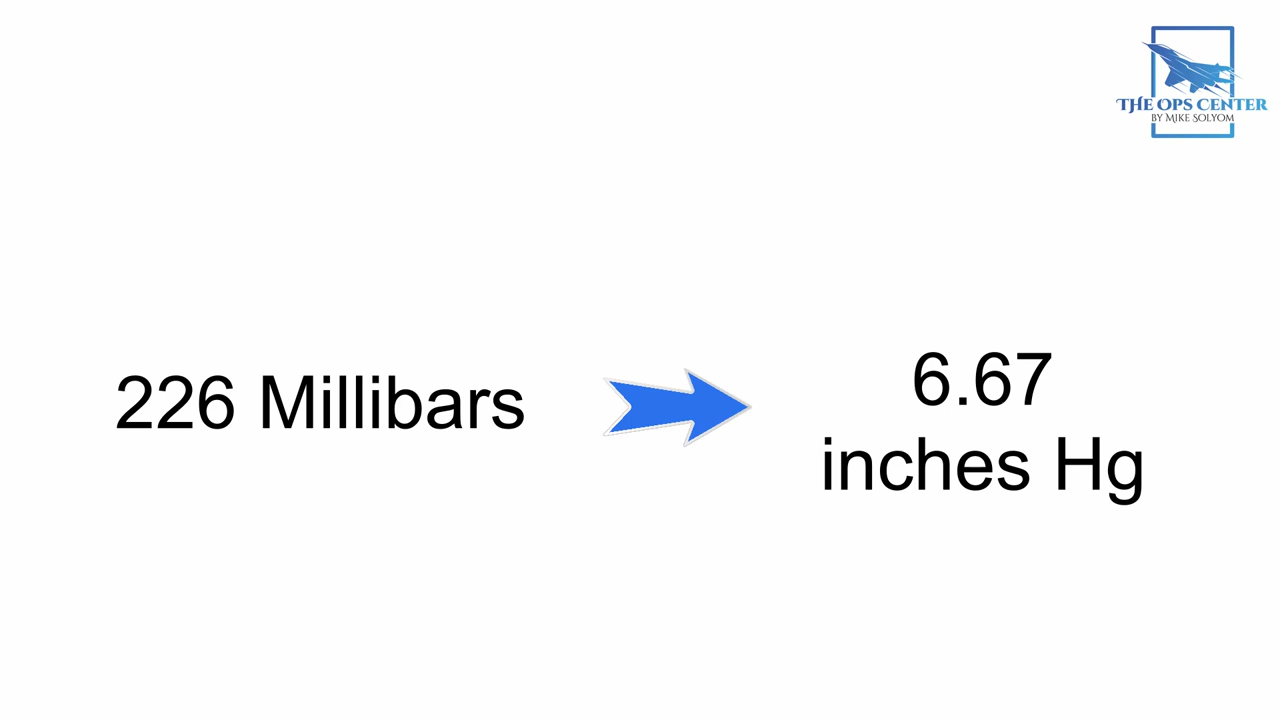 THE OPS CENTER
BY MIKE SOLYOM
226 Millibars
6.67
inches Hg